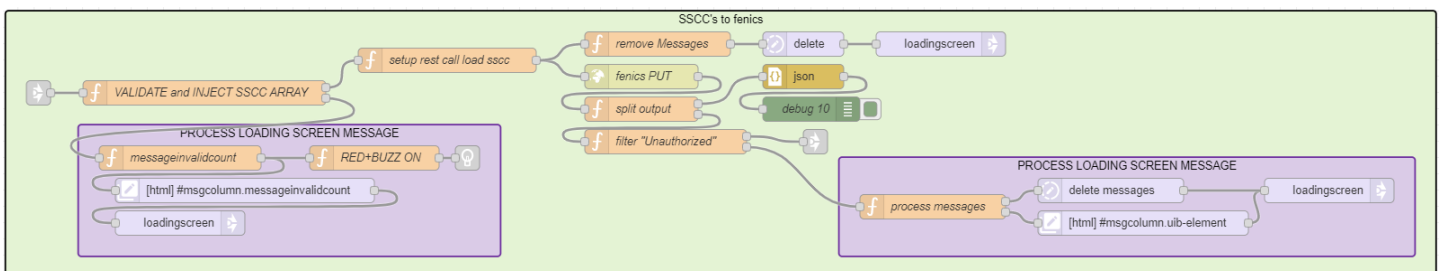 SSCC's to fenics
remove Messages
delete
loadingscreen
setup rest call load sscc
fenics PUT
json
VALIDATE and INJECT SSCC ARRAY
split output
debug 10
filter "Unauthorized"
PROCESS LOADING SCREEN MESSAGE
messageinvalidcount
RED+BUZZ ON
[html] #msgcolumn.messageinvalidcount
loadingscreen
PROCESS LOADING SCREEN MESSAGE
delete messages
loadingscreen
process messages
[html] #msgcolumn.uib-element